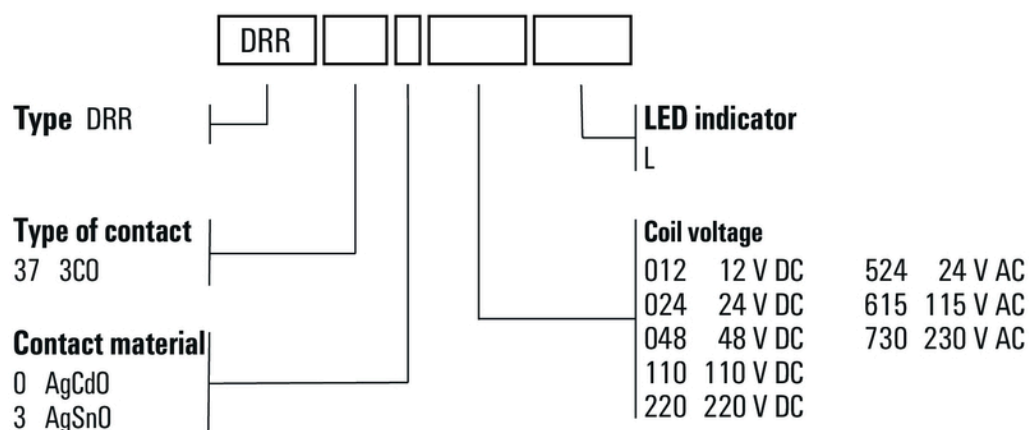 DRR
Type DRR
LED indicator
L
Type of contact
37 3CO
Contact material
0 AgCdO
3 AgSnO
Coil voltage
012 12 V DC 524 24 V AC
024 24 V DC 615 115 V AC
048 48 V DC 730 230 V AC
110 110 V DC
220 220 V DC